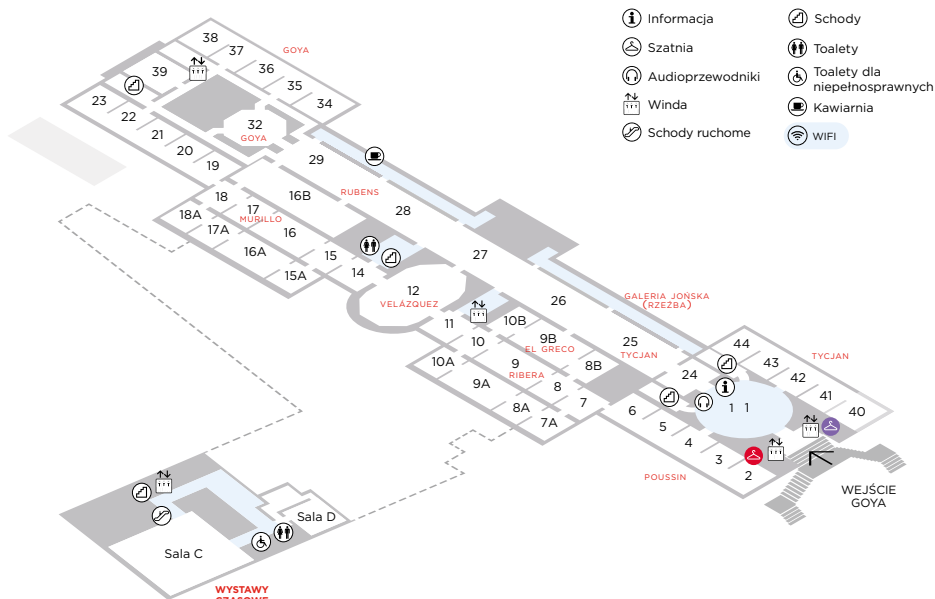 Informacja
Szatnia
Audioprzewodniki
Winda
Schody ruchome
Schody
Toalety
Toalety dla
niepełnosprawnych
Kawiarnia
WIFI
GOYA
38
37
36
35
34
39
23
22
21
20
19
32
GOYA
29
RUBENS
28
16B
18
17
MURILLO
18A
17A
16
16A
15
15A
14
27
12
VELÁZQUEZ
26
GALERIA JOŃSKA
(RZEŹBA)
11
10B
10
9B
EL GRECO
25
TYCJAN
10A
9
RIBERA
8B
9A
8
8A
7
7A
44
43
42
41
40
TYCJAN
24
1 1
6
5
4
3
2
POUSSIN
WEJŚCIE
GOYA
Sala D
Sala C
WYSTAWY
CZASOWE